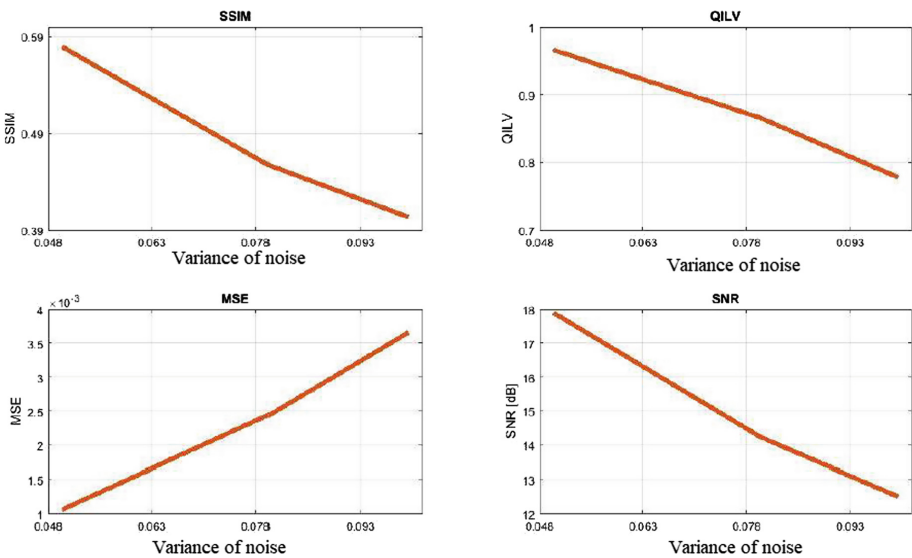 SSIM
0.59
0.49
0.39
SSIM
0.048 0.063 0.078 0.093
Variance of noise
QILV
1
0.9
0.8
0.7
QILV
0.048 0.063 0.078 0.093
Variance of noise
MSE
× 10⁻³
4
3.5
3
2.5
2
1.5
1
MSE
0.048 0.063 0.078 0.093
Variance of noise
SNR
18
17
16
15
14
13
12
SNR [dB]
0.048 0.063 0.078 0.093
Variance of noise